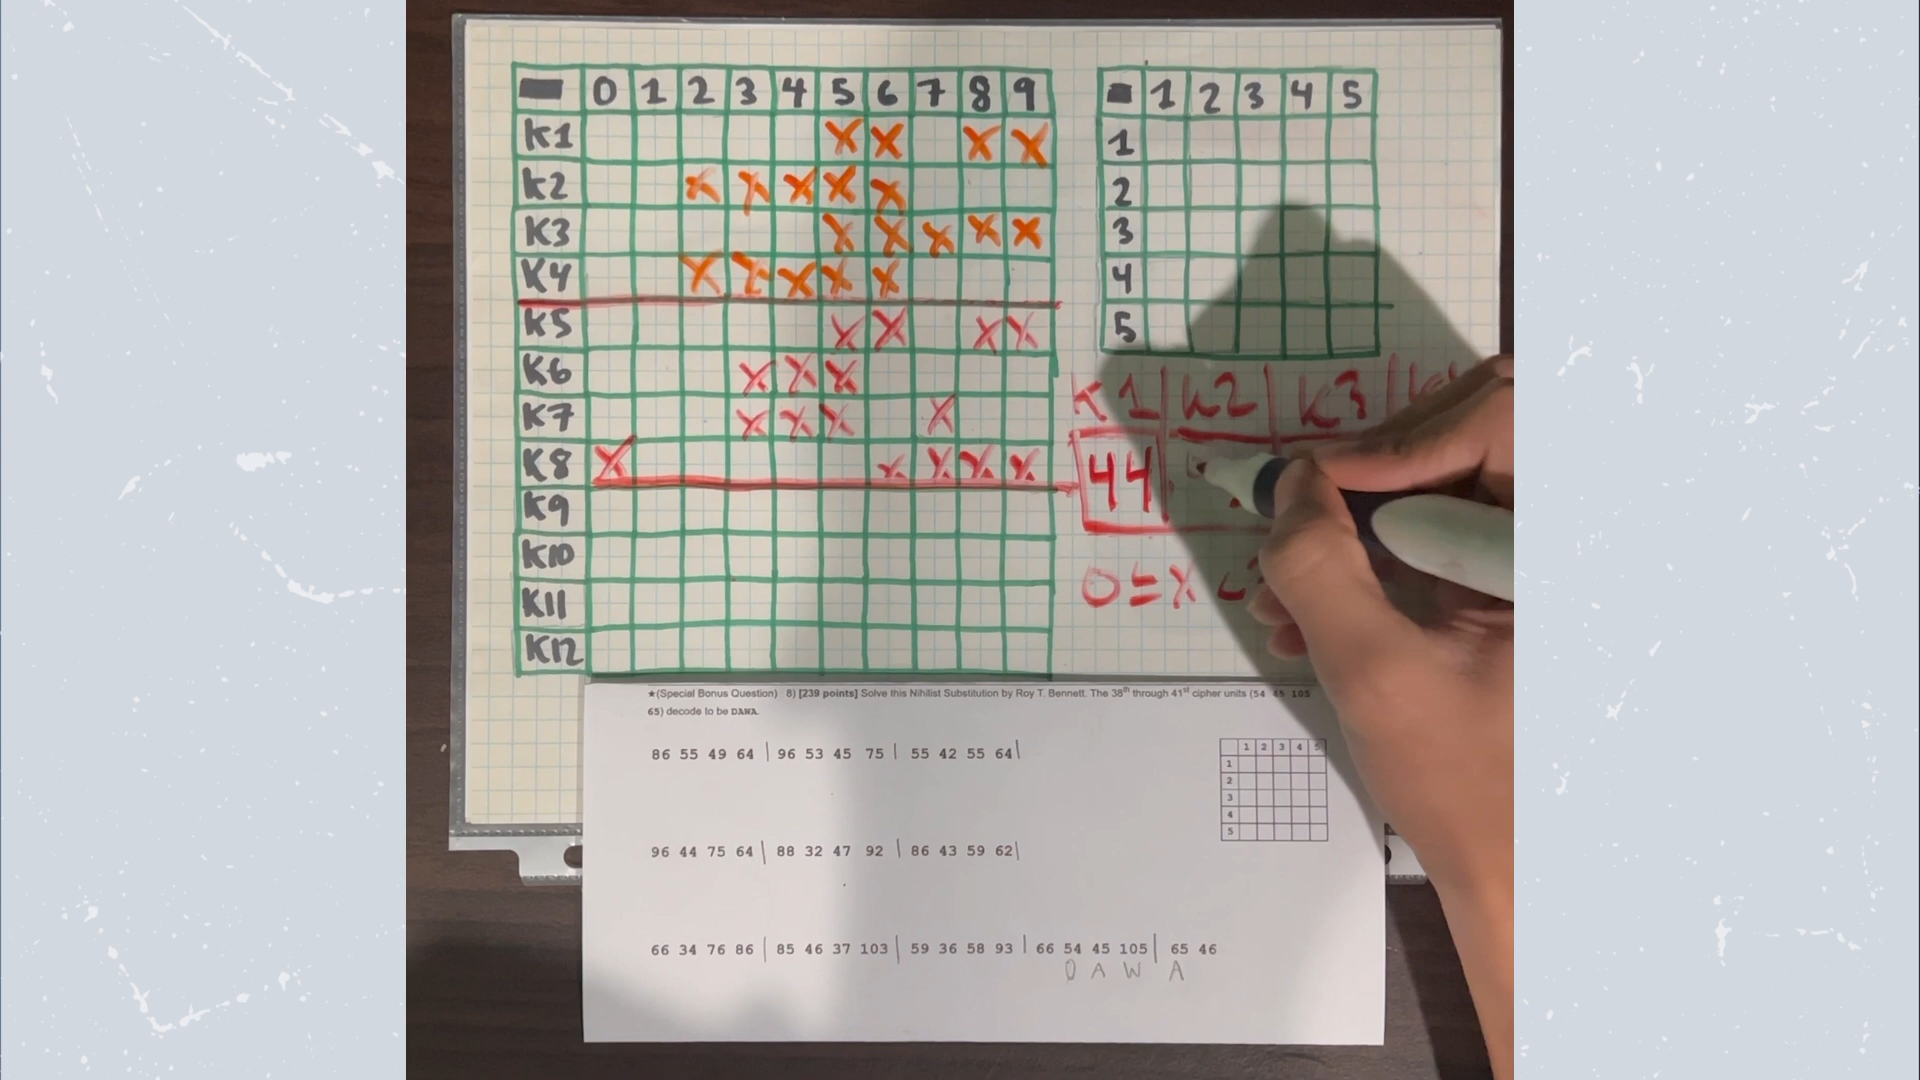 0 1 2 3 4 5 6 7 8 9
K1 X X X X
K2 X X X X X
K3 X X X X X
K4 X X X X X
K5 X X X X
K6 X X X
K7 X X X X
K8 X X X X X
K9
K10
K11
K12
1 2 3 4 5
1
2
3
4
5
K1 K2 K3
44
0 ≤ X <
★(Special Bonus Question) 8) [239 points] Solve this Nihilist Substitution by Roy T. Bennett. The 38th through 41st cipher units (54 45 105
65) decode to be DAWA.
86 55 49 64 | 96 53 45 75 | 55 42 55 64 |
96 44 75 64 | 88 32 47 92 | 86 43 59 62 |
66 34 76 86 | 85 46 37 103 | 59 36 58 93 | 66 54 45 105 | 65 46
D A W A
1 2 3 4 5
1
2
3
4
5